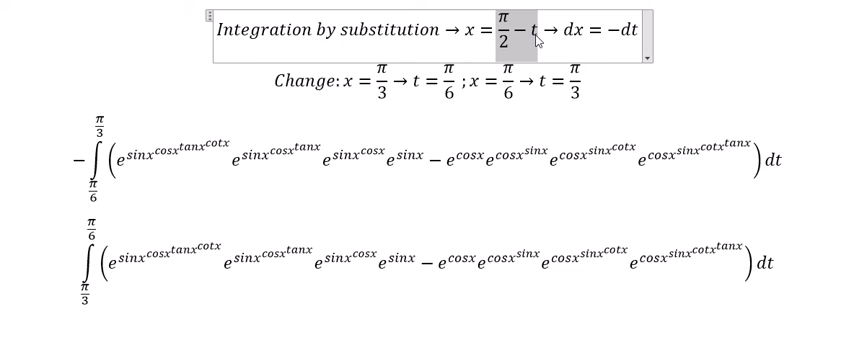 Integration by substitution → x = π/2 − t → dx = −dt
Change: x = π/3 → t = π/6 ; x = π/6 → t = π/3
−∫_{π/6}^{π/3} (e^{sinx^{cosx^{tanx^{cotx}}}} e^{sinx^{cosx^{tanx}}} e^{sinx^{cosx}} e^{sinx} − e^{cosx} e^{cosx^{sinx}} e^{cosx^{sinx^{cotx}}} e^{cosx^{sinx^{cotx^{tanx}}}}) dt
∫_{π/3}^{π/6} (e^{sinx^{cosx^{tanx^{cotx}}}} e^{sinx^{cosx^{tanx}}} e^{sinx^{cosx}} e^{sinx} − e^{cosx} e^{cosx^{sinx}} e^{cosx^{sinx^{cotx}}} e^{cosx^{sinx^{cotx^{tanx}}}}) dt